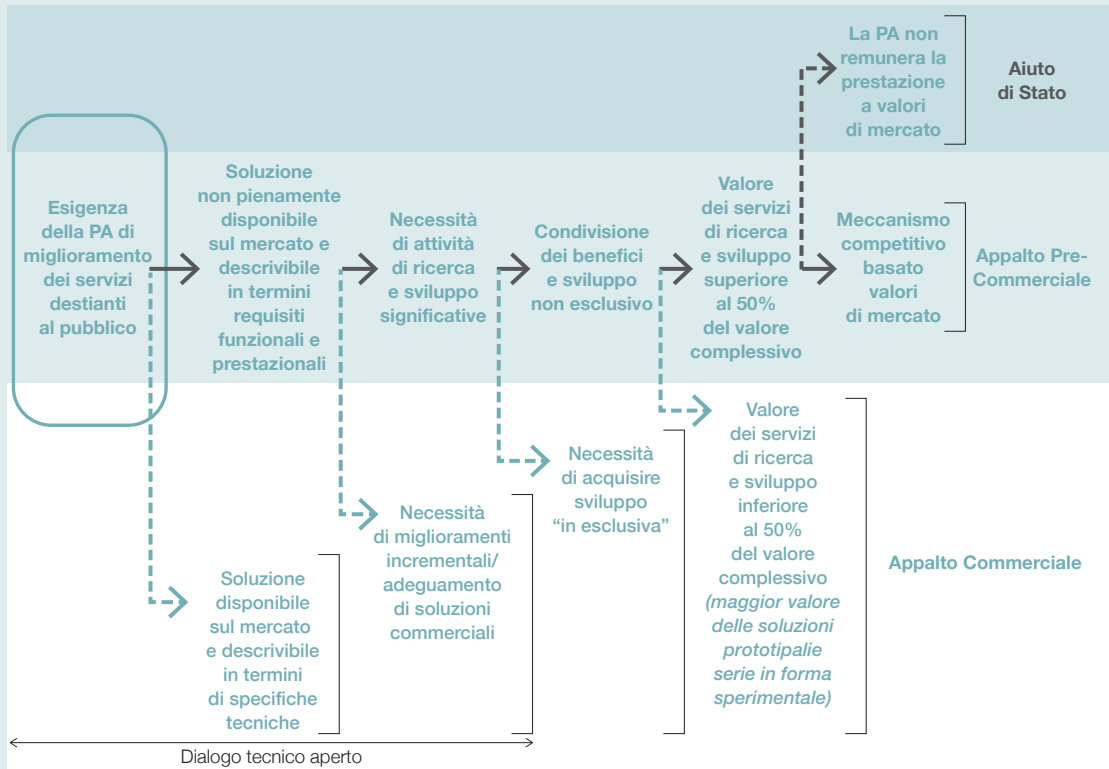 La PA non
remunera la
prestazione
a valori
di mercato
Aiuto
di Stato
Esigenza
della PA di
miglioramento
dei servizi
destianti
al pubblico
Soluzione
non pienamente
disponibile
sul mercato e
descrivibile
in termini
requisiti
funzionali e
prestazionali
Necessità
di attività
di ricerca
e sviluppo
significative
Condivisione
dei benefici
e sviluppo
non esclusivo
Valore
dei servizi
di ricerca
e sviluppo
superiore
al 50%
del valore
complessivo
Meccanismo
competitivo
basato
valori
di mercato
Appalto Pre-
Commerciale
Soluzione
disponibile
sul mercato
e descrivibile
in termini
di specifiche
tecniche
Necessità
di miglioramenti
incrementali/
adeguamento
di soluzioni
commerciali
Necessità
di acquisire
sviluppo
“in esclusiva”
Valore
dei servizi
di ricerca
e sviluppo
inferiore
al 50%
del valore
complessivo
(maggior valore
delle soluzioni
prototipalie
serie in forma
sperimentale)
Appalto Commerciale
Dialogo tecnico aperto